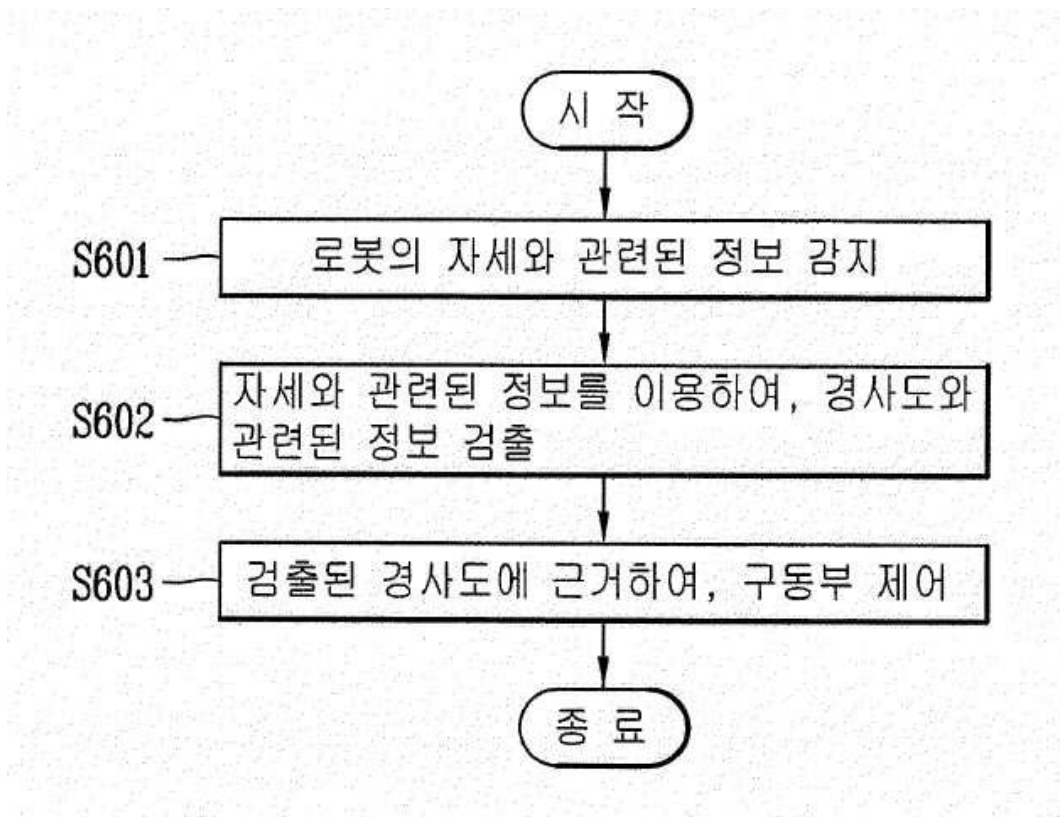 시 작
S601
로봇의 자세와 관련된 정보 감지
S602
자세와 관련된 정보를 이용하여, 경사도와
관련된 정보 검출
S603
검출된 경사도에 근거하여, 구동부 제어
종 료